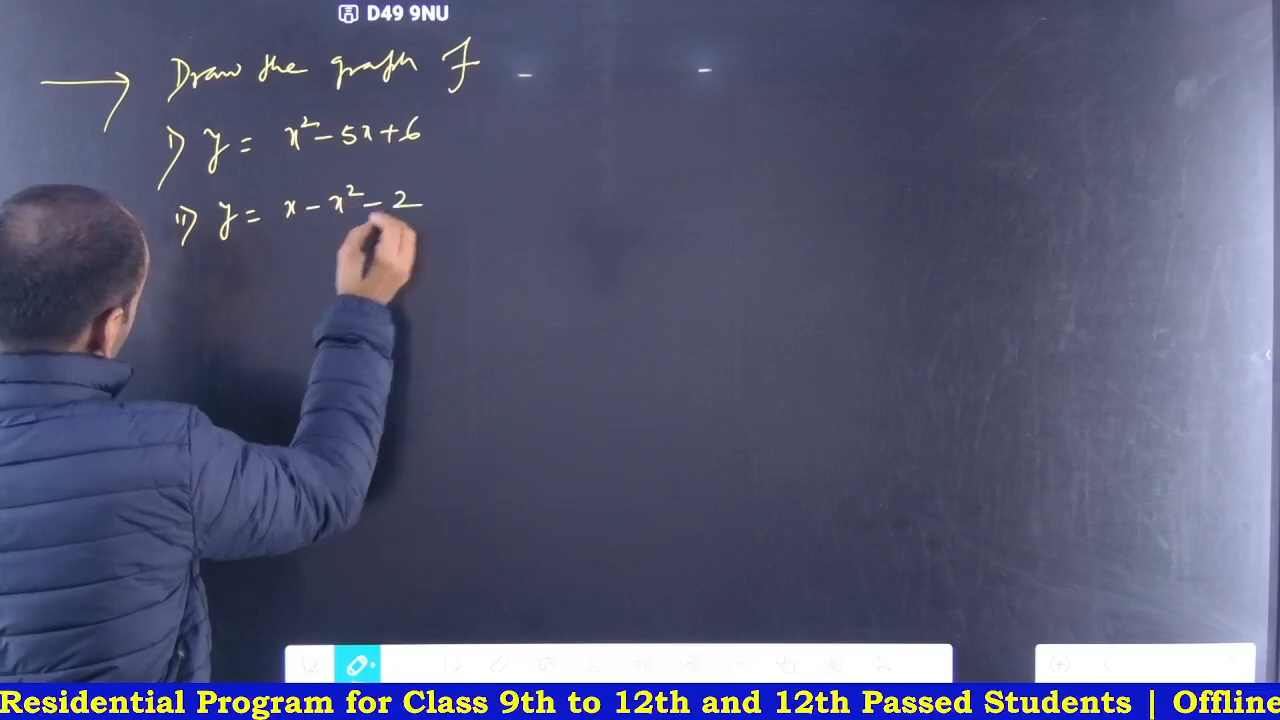 D49 9NU
Draw the graph of - -
i) y = x² - 5x + 6
ii) y = x - x² - 2
Residential Program for Class 9th to 12th and 12th Passed Students | Offline